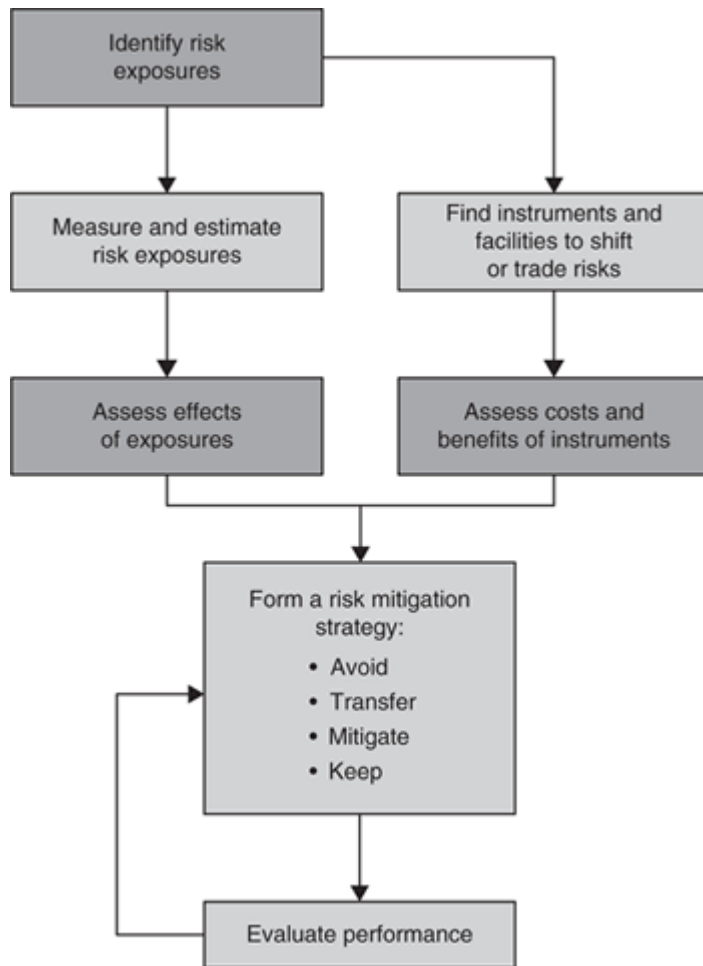 Identify risk
exposures
Measure and estimate
risk exposures
Find instruments and
facilities to shift
or trade risks
Assess effects
of exposures
Assess costs and
benefits of instruments
Form a risk mitigation
strategy:
• Avoid
• Transfer
• Mitigate
• Keep
Evaluate performance